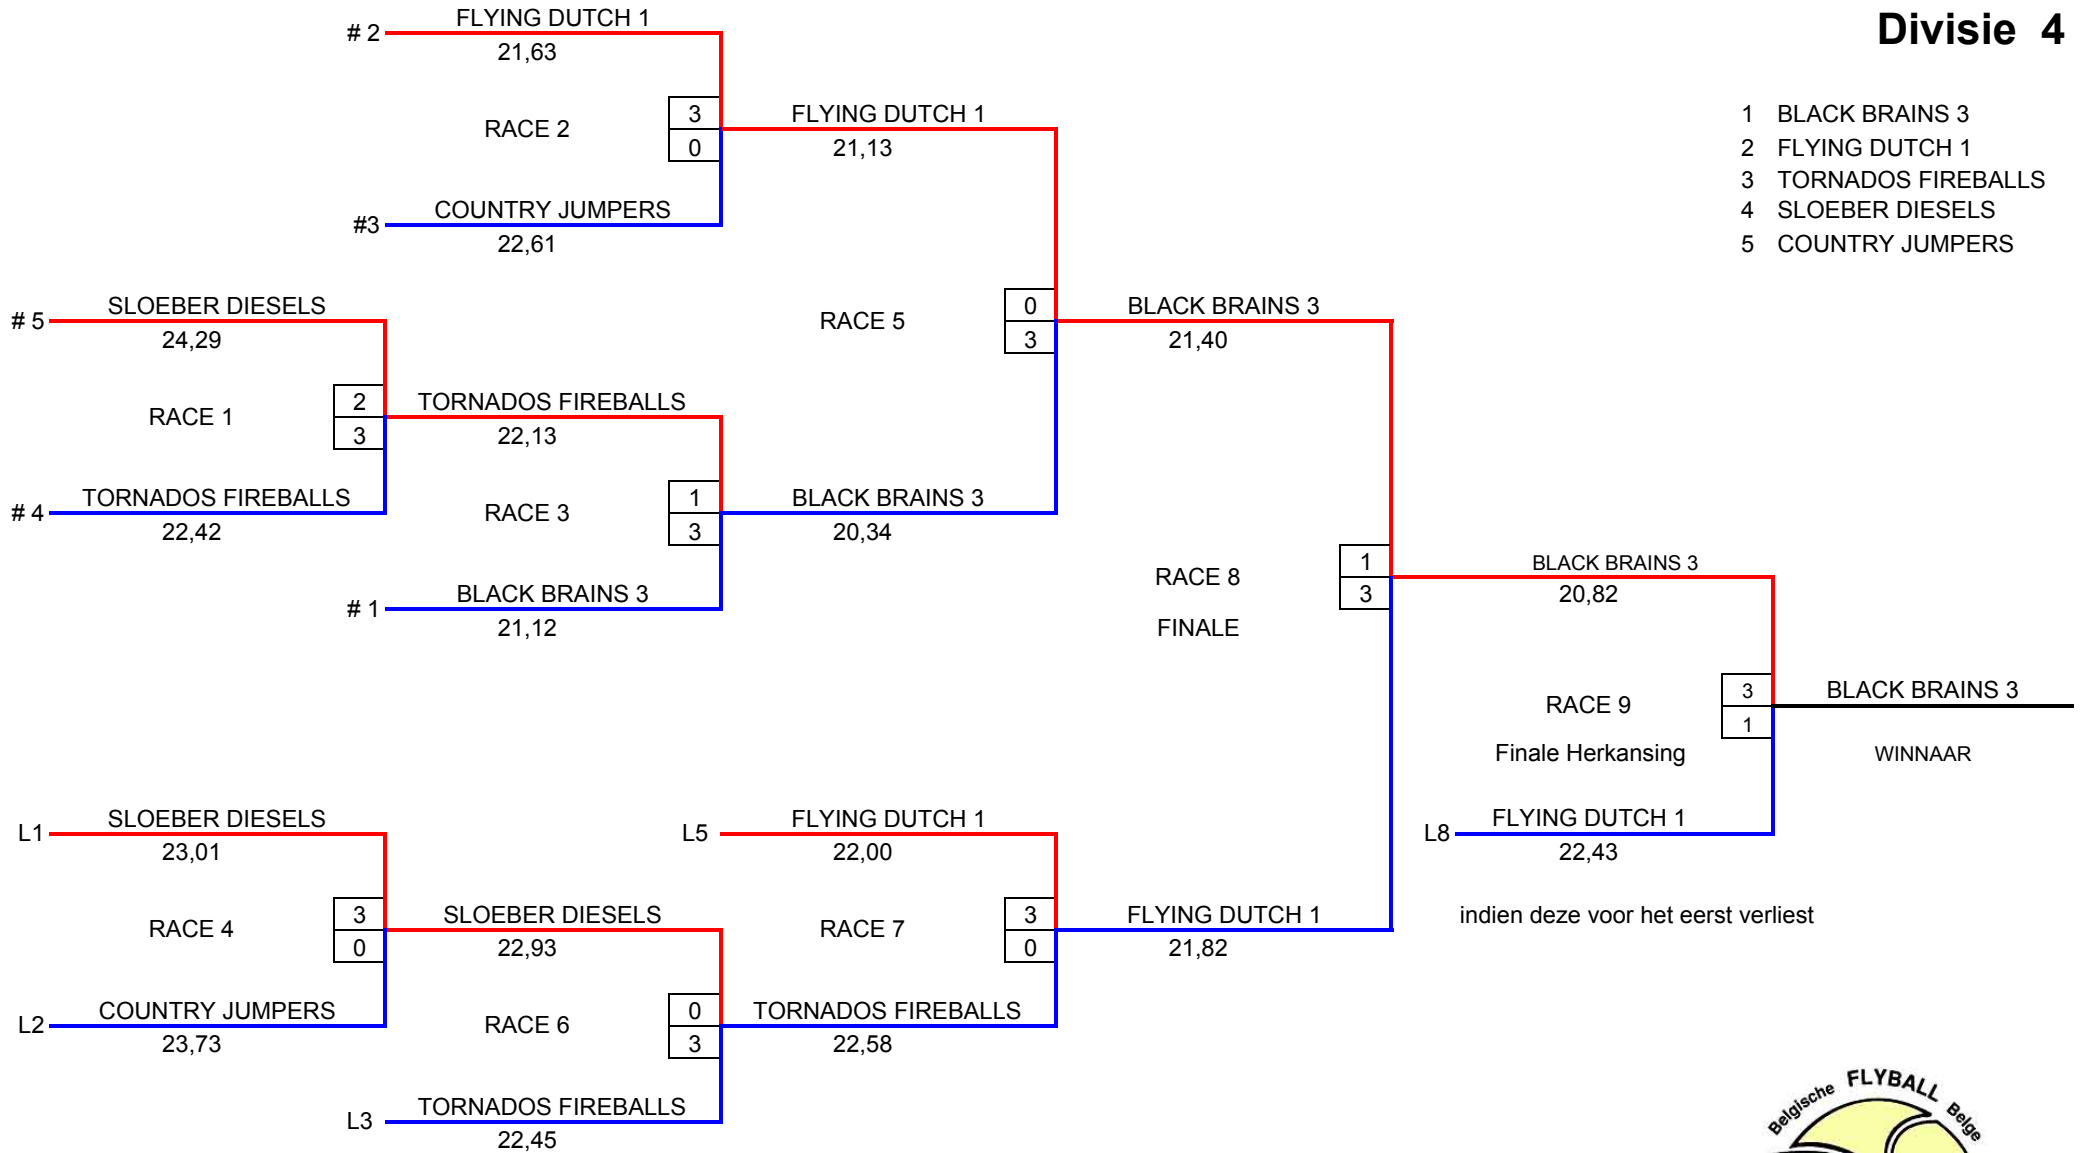 Divisie 4
1 BLACK BRAINS 3
2 FLYING DUTCH 1
3 TORNADOS FIREBALLS
4 SLOEBER DIESELS
5 COUNTRY JUMPERS
# 2
FLYING DUTCH 1
21,63
RACE 2
3
0
#3
COUNTRY JUMPERS
22,61
# 5
SLOEBER DIESELS
24,29
RACE 1
2
3
# 4
TORNADOS FIREBALLS
22,42
TORNADOS FIREBALLS
22,13
RACE 3
1
3
# 1
BLACK BRAINS 3
21,12
FLYING DUTCH 1
21,13
RACE 5
0
3
BLACK BRAINS 3
20,34
BLACK BRAINS 3
21,40
RACE 8
FINALE
1
3
L1
SLOEBER DIESELS
23,01
RACE 4
3
0
L2
COUNTRY JUMPERS
23,73
SLOEBER DIESELS
22,93
RACE 6
0
3
L3
TORNADOS FIREBALLS
22,45
L5
FLYING DUTCH 1
22,00
RACE 7
3
0
TORNADOS FIREBALLS
22,58
FLYING DUTCH 1
21,82
BLACK BRAINS 3
20,82
RACE 9
Finale Herkansing
3
1
L8
FLYING DUTCH 1
22,43
indien deze voor het eerst verliest
BLACK BRAINS 3
WINNAAR
Belgische FLYBALL Belge